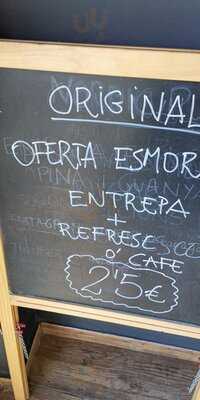 ORIGINAL
OFERTA ESMOR
ENTREPA
+
REFRESC
O' CAFE
2'5€